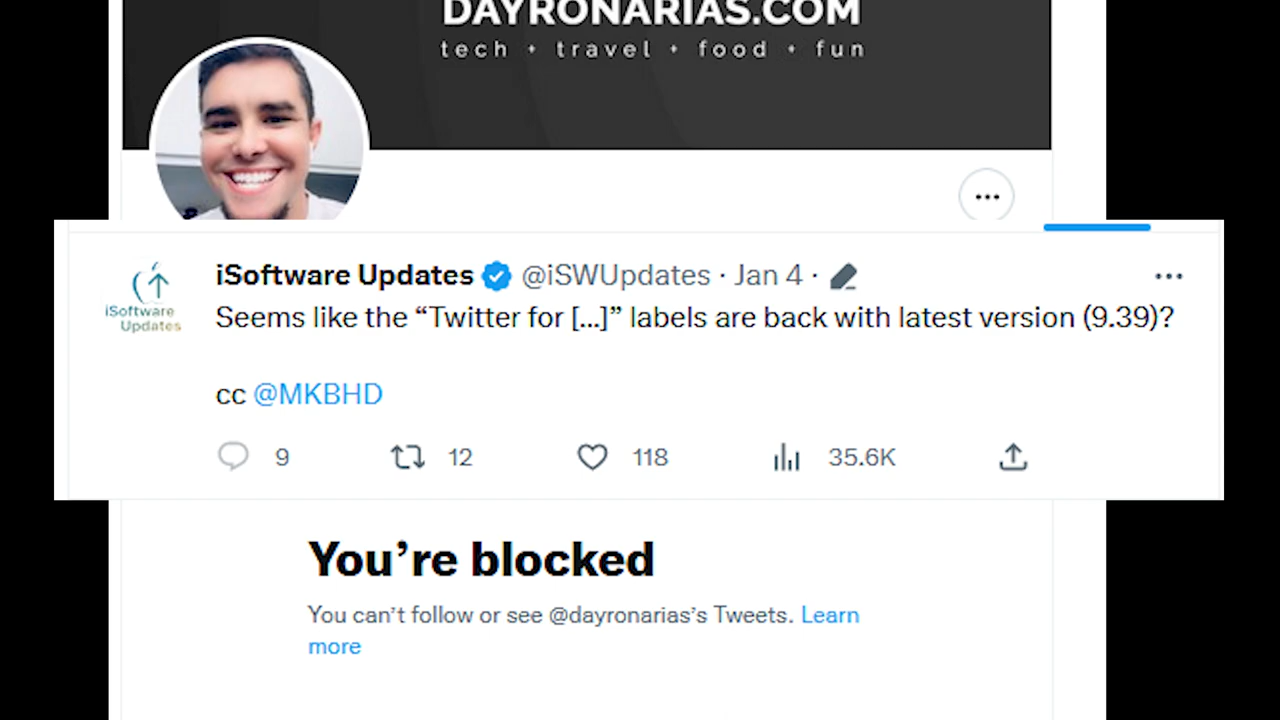 DAYRONARIAS.COM
tech + travel + food + fun
iSoftware Updates @iSWUpdates · Jan 4 ·
iSoftware
Updates
Seems like the “Twitter for [...]” labels are back with latest version (9.39)?
cc @MKBHD
9 12 118 35.6K
You’re blocked
You can’t follow or see @dayronarias’s Tweets. Learn
more